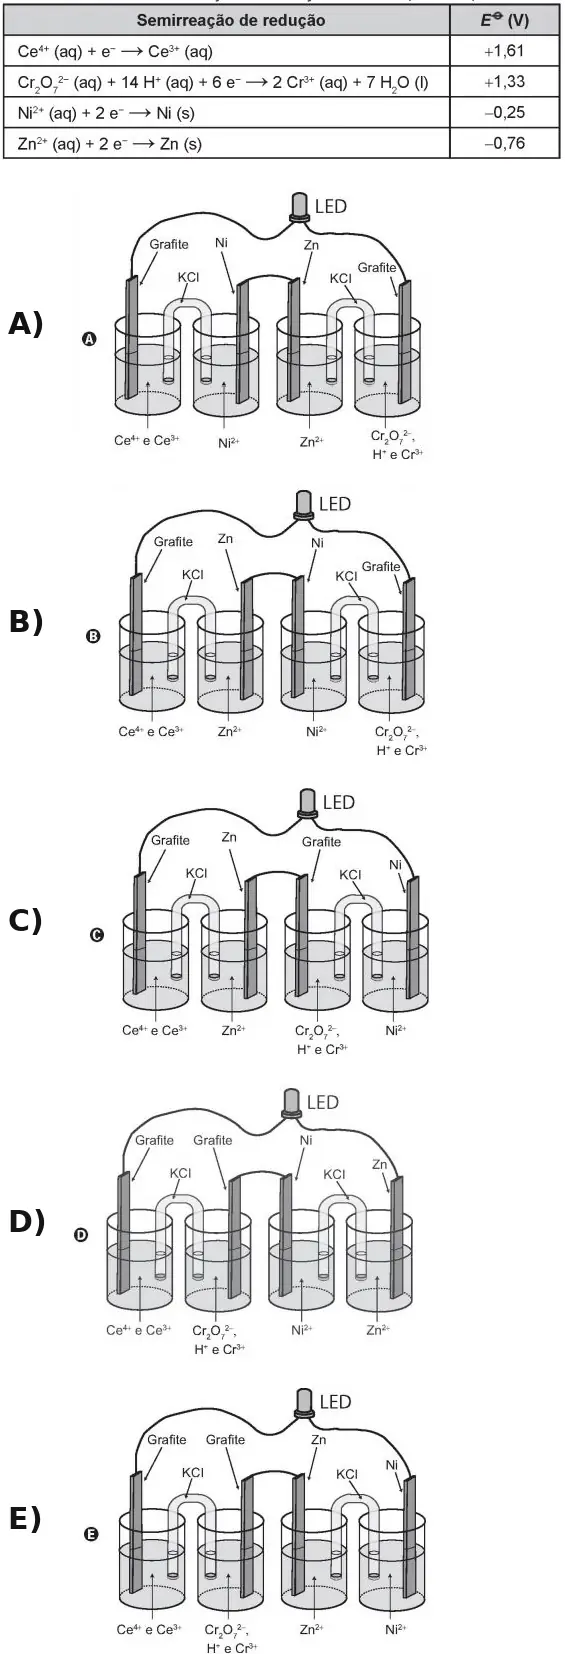 Semirreação de redução E⊖ (V)
Ce⁴⁺ (aq) + e⁻ ⟶ Ce³⁺ (aq) +1,61
Cr₂O₇²⁻ (aq) + 14 H⁺ (aq) + 6 e⁻ ⟶ 2 Cr³⁺ (aq) + 7 H₂O (l) +1,33
Ni²⁺ (aq) + 2 e⁻ ⟶ Ni (s) −0,25
Zn²⁺ (aq) + 2 e⁻ ⟶ Zn (s) −0,76
LED
Grafite Ni Zn
KCl KCl Grafite
A) A
Ce⁴⁺ e Ce³⁺ Ni²⁺ Zn²⁺ Cr₂O₇²⁻,
H⁺ e Cr³⁺
LED
Grafite Zn Ni
KCl KCl Grafite
B) B
Ce⁴⁺ e Ce³⁺ Zn²⁺ Ni²⁺ Cr₂O₇²⁻,
H⁺ e Cr³⁺
LED
Grafite Zn Grafite
KCl KCl Ni
C) C
Ce⁴⁺ e Ce³⁺ Zn²⁺ Cr₂O₇²⁻, Ni²⁺
H⁺ e Cr³⁺
LED
Grafite Grafite Ni
KCl KCl Zn
D) D
Ce⁴⁺ e Ce³⁺ Cr₂O₇²⁻, Ni²⁺ Zn²⁺
H⁺ e Cr³⁺
LED
Grafite Grafite Zn
KCl KCl Ni
E) E
Ce⁴⁺ e Ce³⁺ Cr₂O₇²⁻, Zn²⁺ Ni²⁺
H⁺ e Cr³⁺